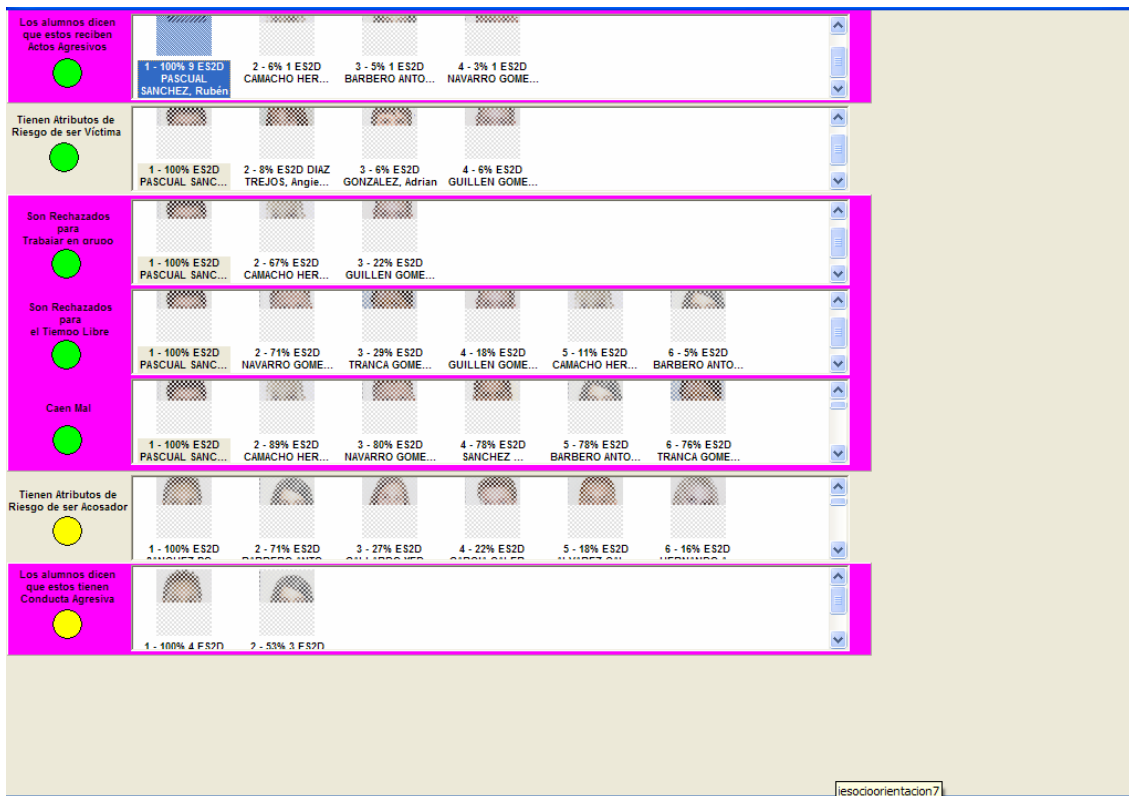 Los alumnos dicen
que estos reciben
Actos Agresivos
1 - 100% 9 ES2D
PASCUAL
SANCHEZ, Rubén
2 - 6% 1 ES2D
CAMACHO HER...
3 - 5% 1 ES2D
BARBERO ANTO...
4 - 3% 1 ES2D
NAVARRO GOME...
Tienen Atributos de
Riesgo de ser Víctima
1 - 100% ES2D
PASCUAL SANC...
2 - 8% ES2D DIAZ
TREJOS, Angie...
3 - 6% ES2D
GONZALEZ, Adrian
4 - 6% ES2D
GUILLEN GOME...
Son Rechazados
para
Trabajar en grupo
1 - 100% ES2D
PASCUAL SANC...
2 - 67% ES2D
CAMACHO HER...
3 - 22% ES2D
GUILLEN GOME...
Son Rechazados
para
el Tiempo Libre
1 - 100% ES2D
PASCUAL SANC...
2 - 71% ES2D
NAVARRO GOME...
3 - 29% ES2D
TRANCA GOME...
4 - 18% ES2D
GUILLEN GOME...
5 - 11% ES2D
CAMACHO HER...
6 - 5% ES2D
BARBERO ANTO...
Caen Mal
1 - 100% ES2D
PASCUAL SANC...
2 - 89% ES2D
CAMACHO HER...
3 - 80% ES2D
NAVARRO GOME...
4 - 78% ES2D
SANCHEZ ...
5 - 78% ES2D
BARBERO ANTO...
6 - 76% ES2D
TRANCA GOME...
Tienen Atributos de
Riesgo de ser Acosador
1 - 100% ES2D
2 - 71% ES2D
3 - 27% ES2D
4 - 22% ES2D
5 - 18% ES2D
6 - 16% ES2D
Los alumnos dicen
que estos tienen
Conducta Agresiva
1 - 100% 4 ES2D
2 - 53% 3 ES2D
iesocioorientacion7